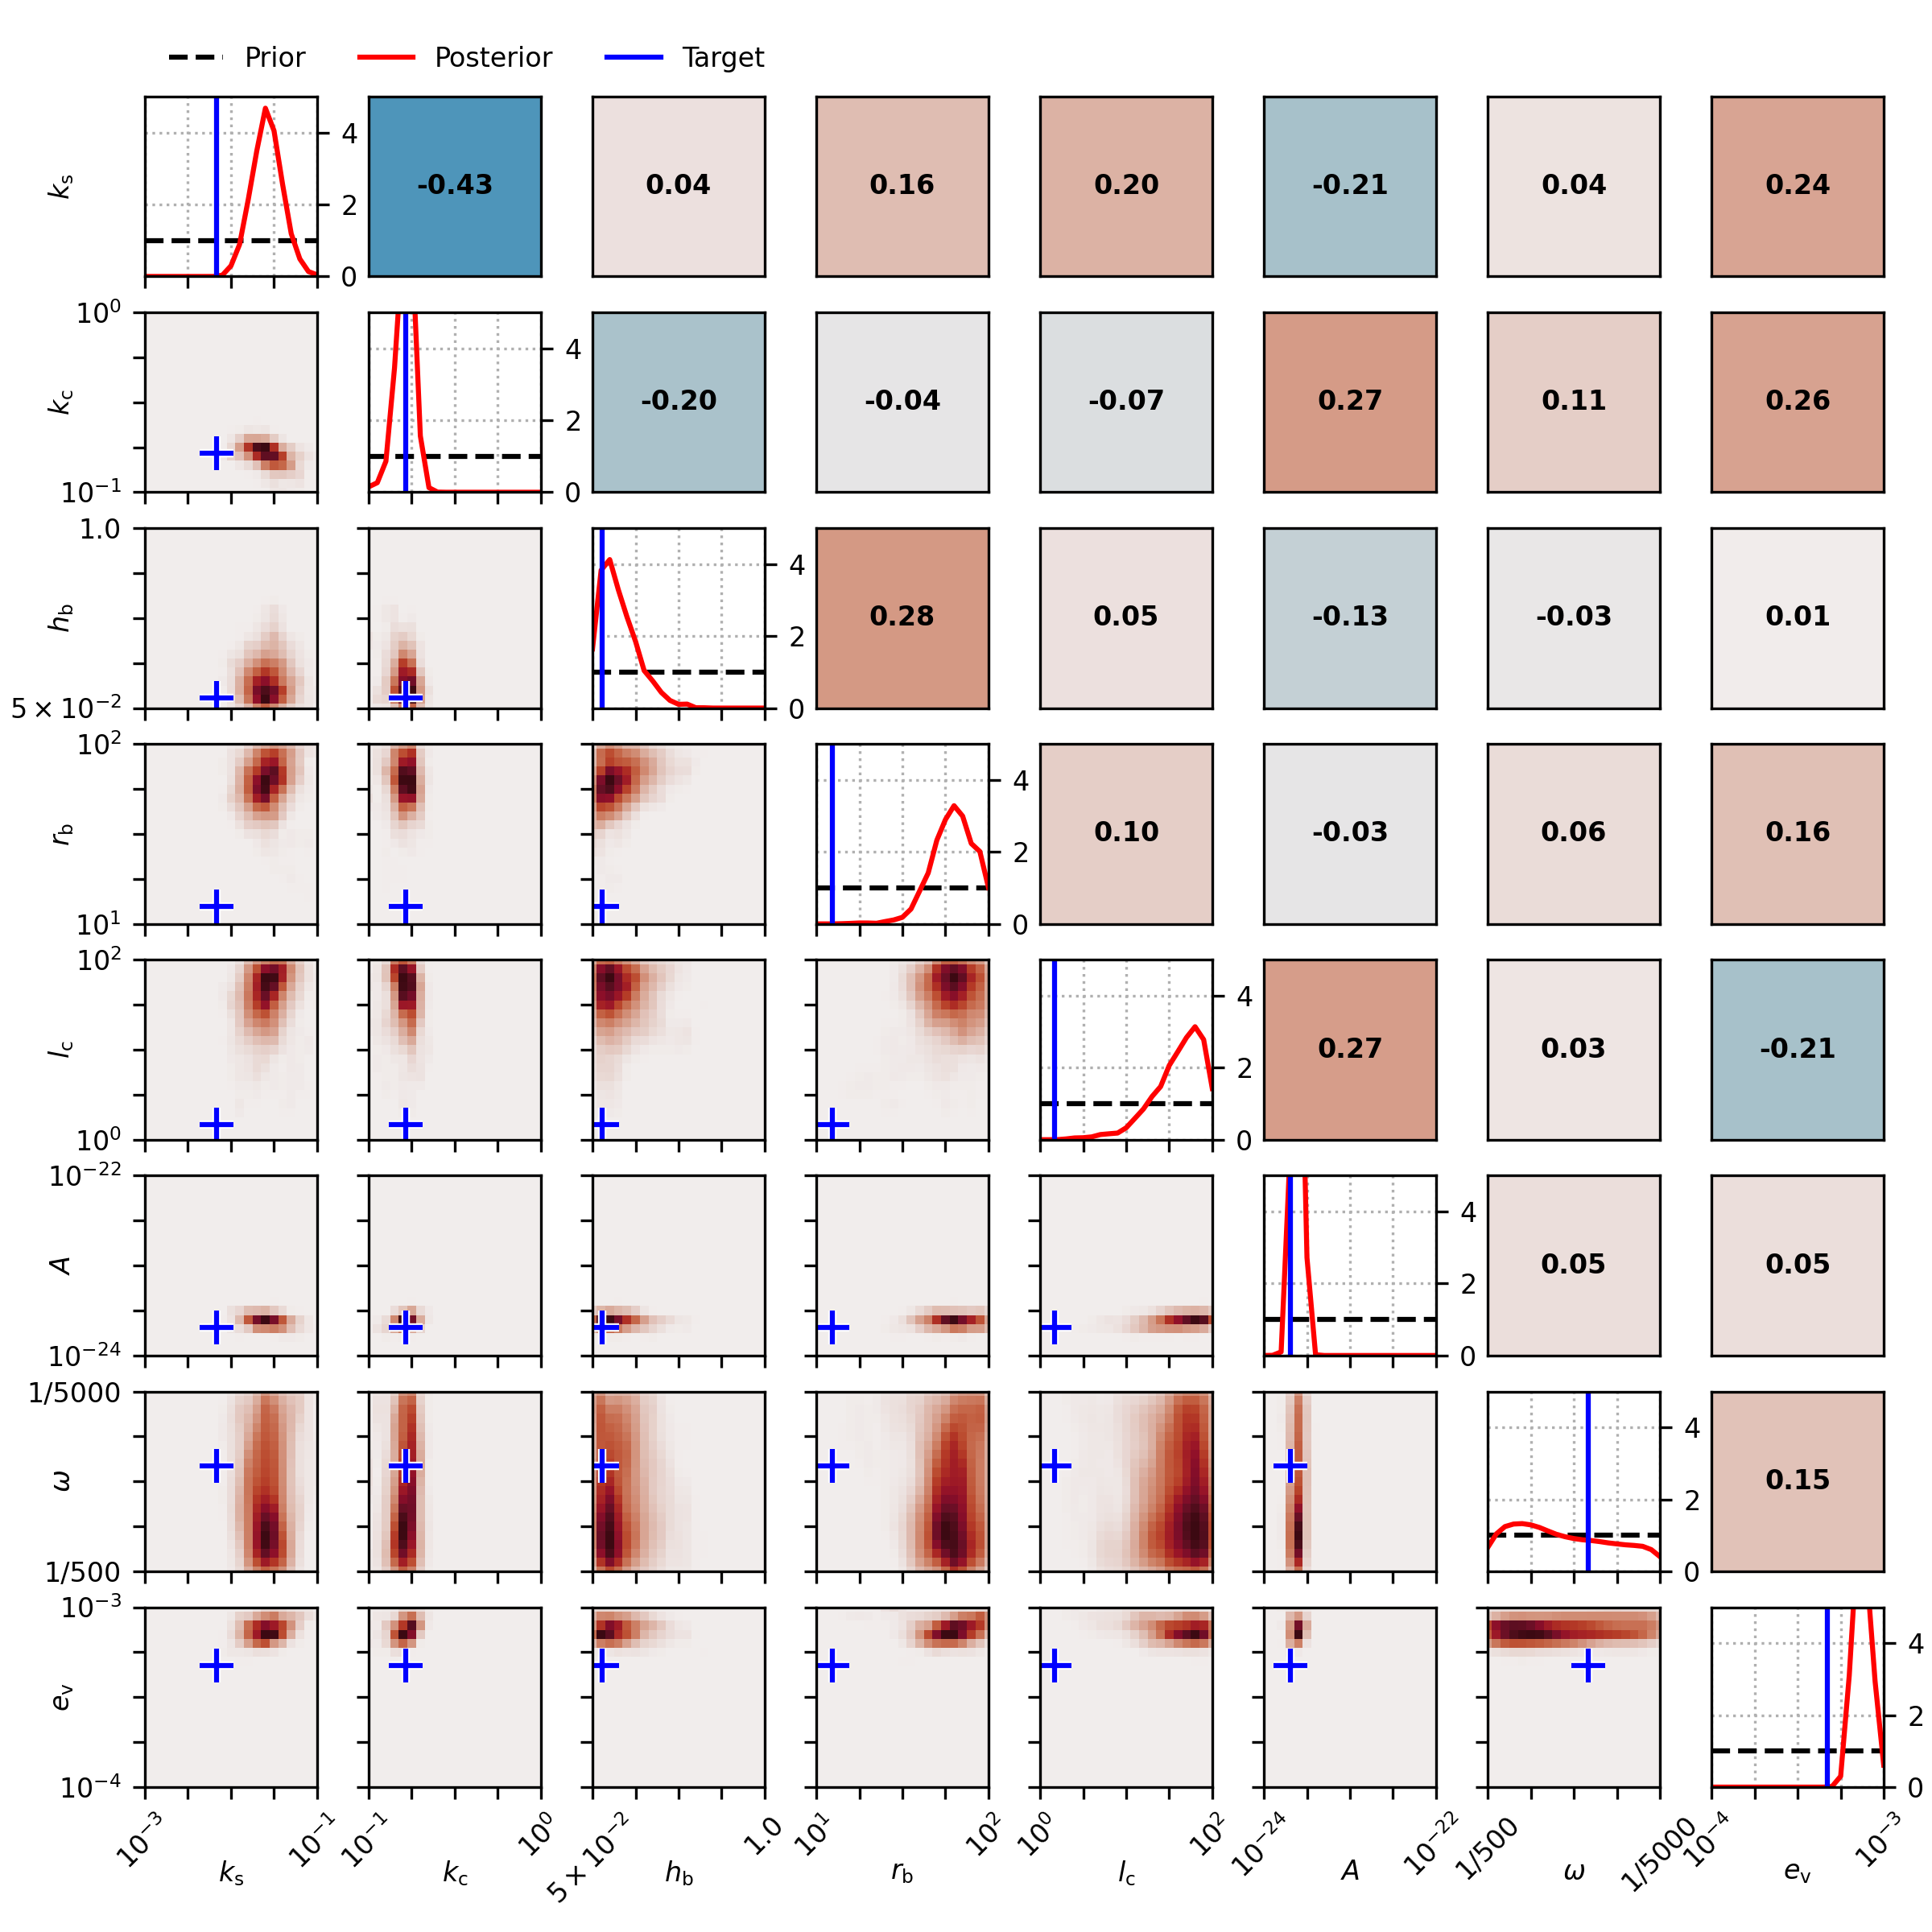 Prior Posterior Target
k_s 4 2 0 -0.43 0.04 0.16 0.20 -0.21 0.04 0.24
10^0 k_c 10^-1 4 2 0 -0.20 -0.04 -0.07 0.27 0.11 0.26
1.0 h_b 5×10^-2 4 2 0 0.28 0.05 -0.13 -0.03 0.01
10^2 r_b 10^1 4 2 0 0.10 -0.03 0.06 0.16
10^2 l_c 10^0 4 2 0 0.27 0.03 -0.21
10^-22 A 10^-24 4 2 0 0.05 0.05
1/5000 ω 1/500 4 2 0 0.15
10^-3 e_v 10^-4 4 2 0
10^-3 10^-1 10^-1 10^0 5×10^-2 1.0 10^1 10^2 10^0 10^2 10^-24 10^-22 1/500 1/5000 10^-4 10^-3
k_s k_c h_b r_b l_c A ω e_v